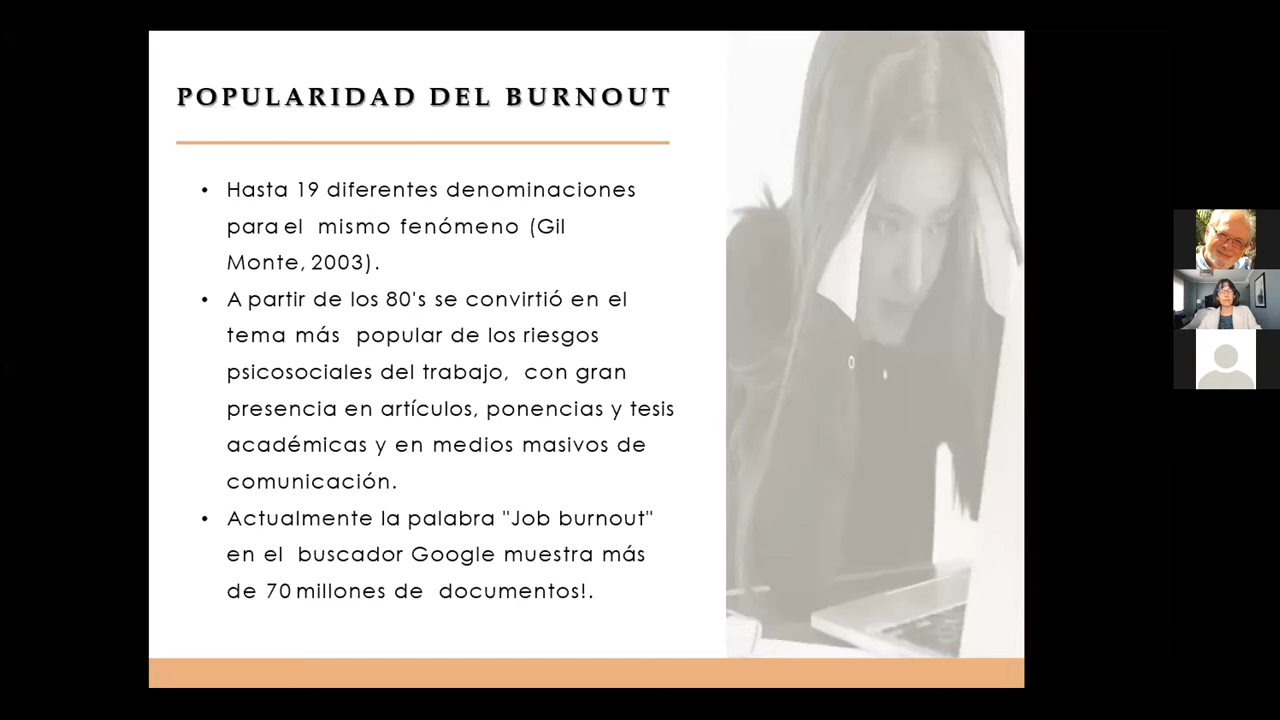 POPULARIDAD DEL BURNOUT
• Hasta 19 diferentes denominaciones
para el mismo fenómeno (Gil
Monte, 2003).
• A partir de los 80's se convirtió en el
tema más popular de los riesgos
psicosociales del trabajo, con gran
presencia en artículos, ponencias y tesis
académicas y en medios masivos de
comunicación.
• Actualmente la palabra "Job burnout"
en el buscador Google muestra más
de 70 millones de documentos!.